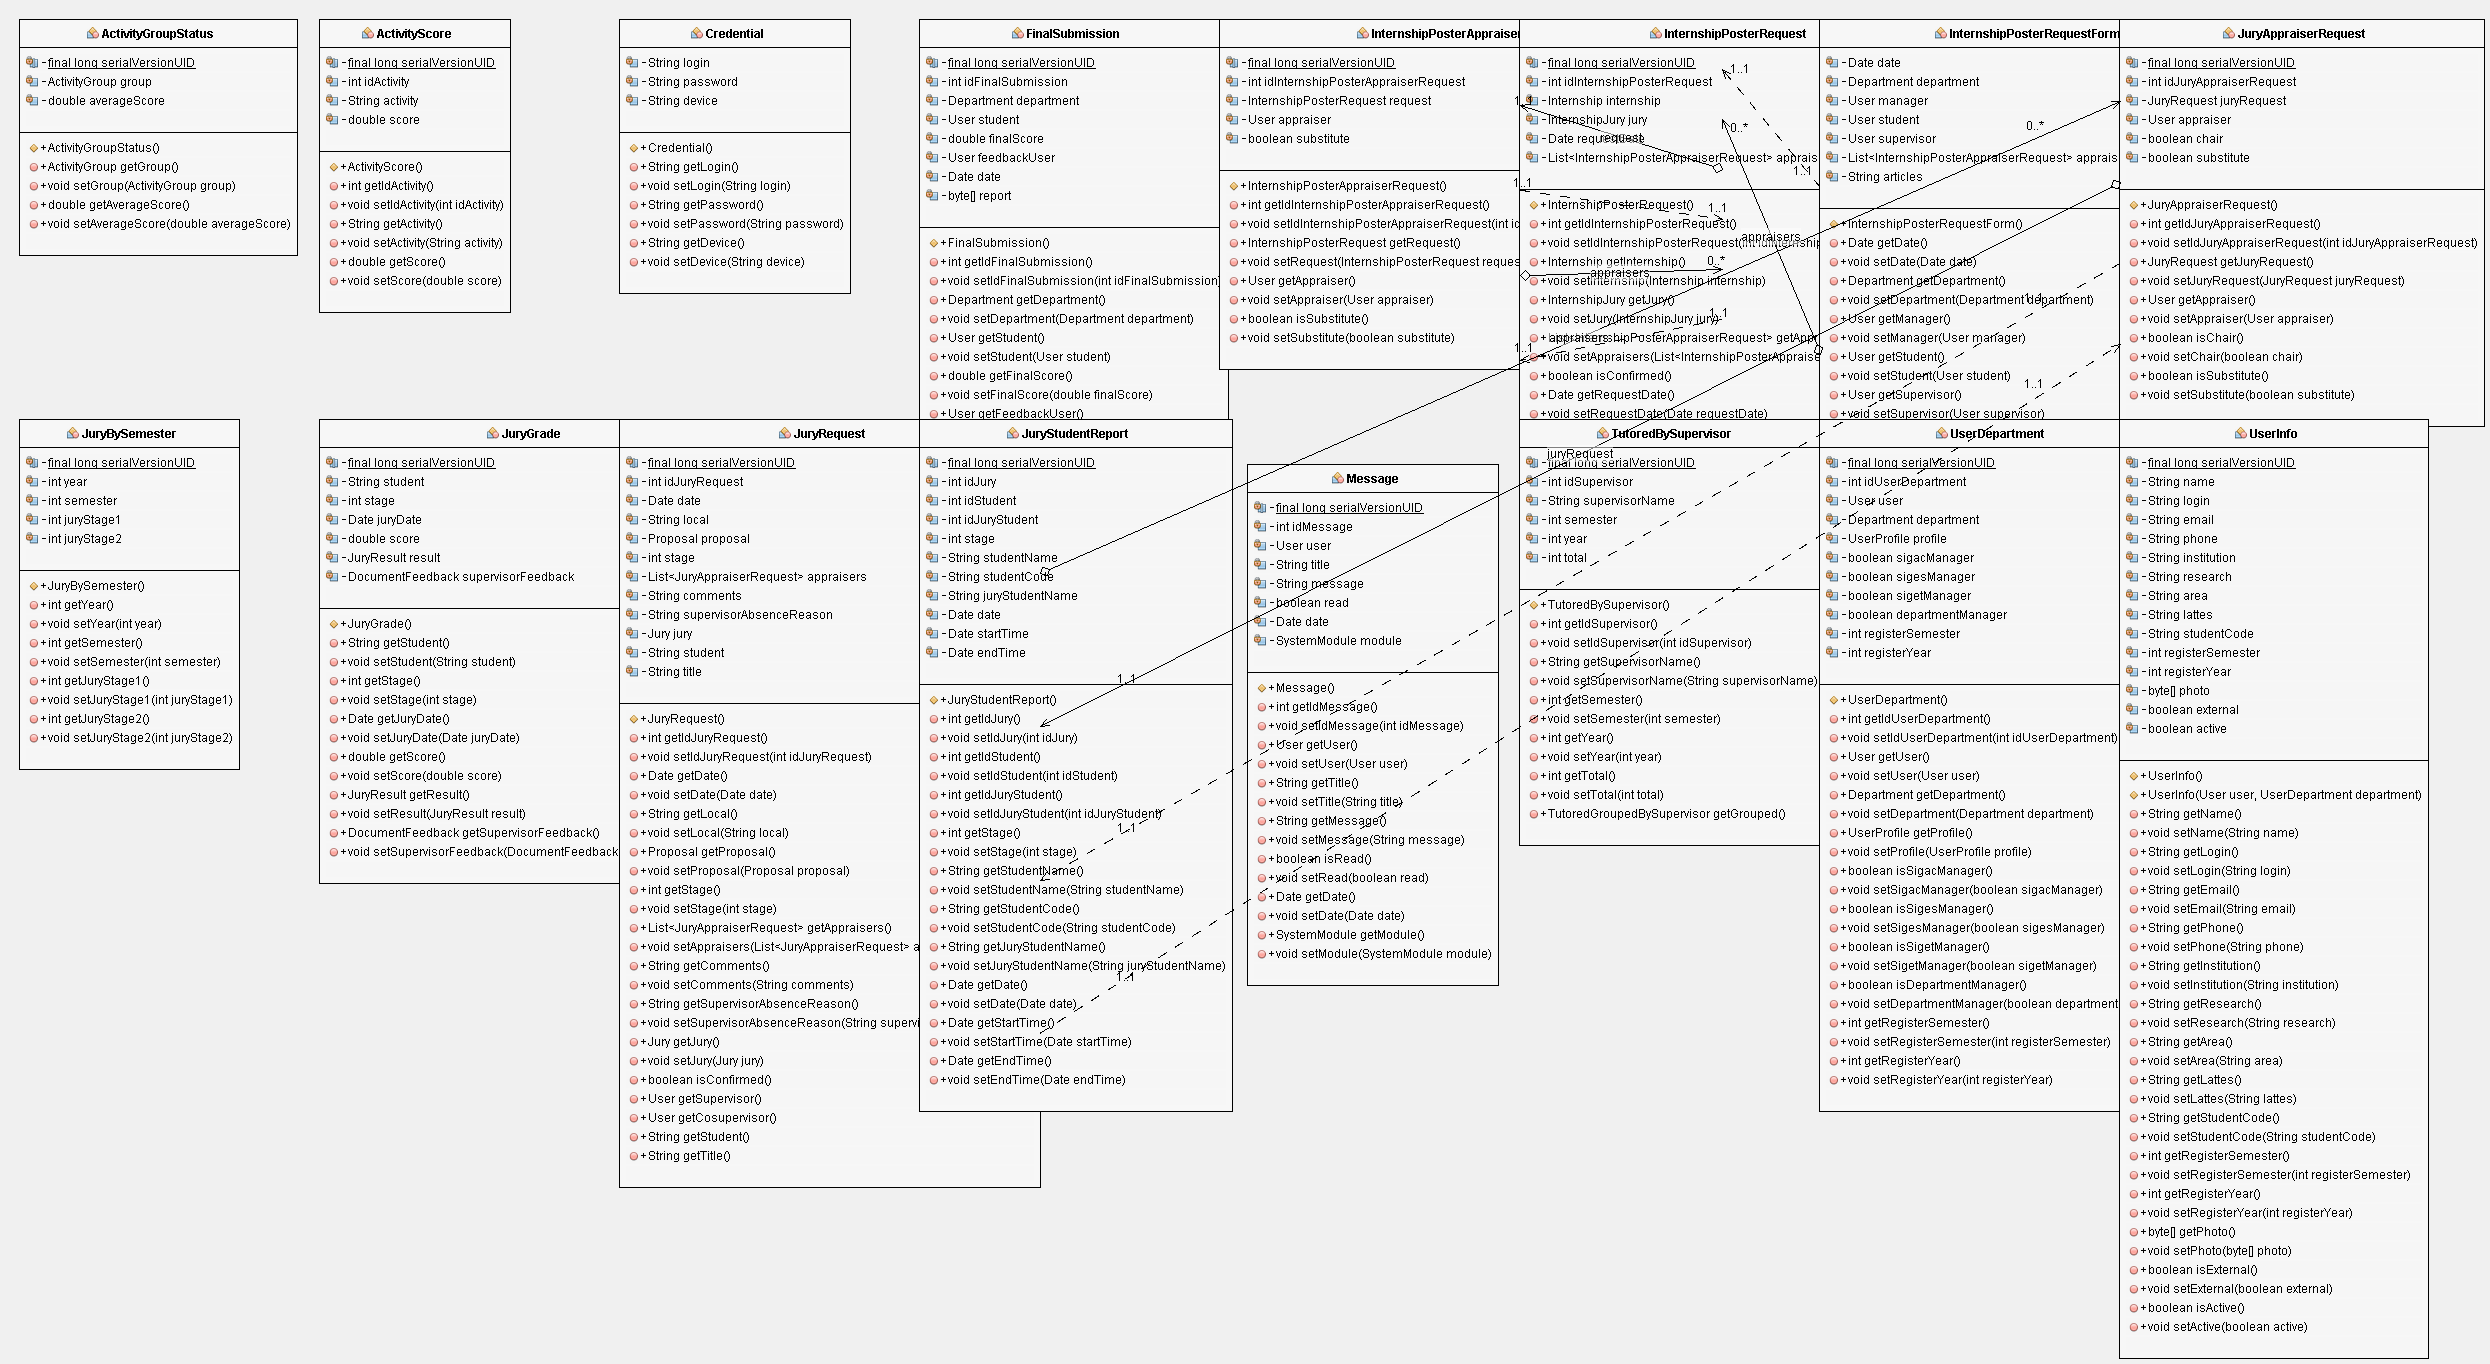 ActivityGroupStatus
-final long serialVersionUID
-ActivityGroup group
-double averageScore
+ActivityGroupStatus()
+ActivityGroup getGroup()
+void setGroup(ActivityGroup group)
+double getAverageScore()
+void setAverageScore(double averageScore)
ActivityScore
-final long serialVersionUID
-int idActivity
-String activity
-double score
+ActivityScore()
+int getIdActivity()
+void setIdActivity(int idActivity)
+String getActivity()
+void setActivity(String activity)
+double getScore()
+void setScore(double score)
Credential
-String login
-String password
-String device
+Credential()
+String getLogin()
+void setLogin(String login)
+String getPassword()
+void setPassword(String password)
+String getDevice()
+void setDevice(String device)
FinalSubmission
-final long serialVersionUID
-int idFinalSubmission
-Department department
-User student
-double finalScore
-User feedbackUser
-Date date
-byte[] report
+FinalSubmission()
+int getIdFinalSubmission()
+void setIdFinalSubmission(int idFinalSubmission)
+Department getDepartment()
+void setDepartment(Department department)
+User getStudent()
+void setStudent(User student)
+double getFinalScore()
+void setFinalScore(double finalScore)
+User getFeedbackUser()
InternshipPosterAppraiser
-final long serialVersionUID
-int idInternshipPosterAppraiserRequest
-InternshipPosterRequest request
-User appraiser
-boolean substitute
+InternshipPosterAppraiserRequest()
+int getIdInternshipPosterAppraiserRequest()
+void setIdInternshipPosterAppraiserRequest(int id
+InternshipPosterRequest getRequest()
+void setRequest(InternshipPosterRequest reques
+User getAppraiser()
+void setAppraiser(User appraiser)
+boolean isSubstitute()
+void setSubstitute(boolean substitute)
InternshipPosterRequest
-final long serialVersionUID
-int idInternshipPosterRequest
-Internship internship
-InternshipJury jury
-Date
request
-List<InternshipPosterAppraiserRequest> apprais
+InternshipPosterRequest()
+int getIdInternshipPosterRequest()
+void setIdInternshipPosterRequest(int
+Internship getInternship()
+void setInternship(Internship internship)
+InternshipJury getJury()
+void setJury(InternshipJury jury)
+void setAppraisers(List<InternshipPosterAppraise
+boolean isConfirmed()
+Date getRequestDate()
+void setRequestDate(Date requestDate)
1..1
0..*
1..1
1..1
1..1
appraisers
appraisers
0..*
1..1
appraisers
1..1
InternshipPosterRequestForm
-Date date
-Department department
-User manager
-User student
-User supervisor
-List<InternshipPosterAppraiserRequest> apprais
-String articles
+InternshipPosterRequestForm()
+Date getDate()
+void setDate(Date date)
+Department getDepartment()
+void setDepartment(Department department)
+User getManager()
+void setManager(User manager)
+User getStudent()
+void setStudent(User student)
+User getSupervisor()
+void setSupervisor(User supervisor)
0..*
1..1
1..1
JuryAppraiserRequest
-final long serialVersionUID
-int idJuryAppraiserRequest
-JuryRequest juryRequest
-User appraiser
-boolean chair
-boolean substitute
+JuryAppraiserRequest()
+int getIdJuryAppraiserRequest()
+void setIdJuryAppraiserRequest(int idJuryAppraiserRequest)
+JuryRequest getJuryRequest()
+void setJuryRequest(JuryRequest juryRequest)
+User getAppraiser()
+void setAppraiser(User appraiser)
+boolean isChair()
+void setChair(boolean chair)
+boolean isSubstitute()
+void setSubstitute(boolean substitute)
JuryBySemester
-final long serialVersionUID
-int year
-int semester
-int juryStage1
-int juryStage2
+JuryBySemester()
+int getYear()
+void setYear(int year)
+int getSemester()
+void setSemester(int semester)
+int getJuryStage1()
+void setJuryStage1(int juryStage1)
+int getJuryStage2()
+void setJuryStage2(int juryStage2)
JuryGrade
-final long serialVersionUID
-String student
-int stage
-Date juryDate
-double score
-JuryResult result
-DocumentFeedback supervisorFeedback
+JuryGrade()
+String getStudent()
+void setStudent(String student)
+int getStage()
+void setStage(int stage)
+Date getJuryDate()
+void setJuryDate(Date juryDate)
+double getScore()
+void setScore(double score)
+JuryResult getResult()
+void setResult(JuryResult result)
+DocumentFeedback getSupervisorFeedback()
+void setSupervisorFeedback(DocumentFeedback
JuryRequest
-final long serialVersionUID
-int idJuryRequest
-Date date
-String local
-Proposal proposal
-int stage
-List<JuryAppraiserRequest> appraisers
-String comments
-String supervisorAbsenceReason
-Jury jury
-String student
-String title
+JuryRequest()
+int getIdJuryRequest()
+void setIdJuryRequest(int idJuryRequest)
+Date getDate()
+void setDate(Date date)
+String getLocal()
+void setLocal(String local)
+Proposal getProposal()
+void setProposal(Proposal proposal)
+int getStage()
+void setStage(int stage)
+List<JuryAppraiserRequest> getAppraisers()
+void setAppraisers(List<JuryAppraiserRequest> a
+String getComments()
+void setComments(String comments)
+String getSupervisorAbsenceReason()
+void setSupervisorAbsenceReason(String supervi
+Jury getJury()
+void setJury(Jury jury)
+boolean isConfirmed()
+User getSupervisor()
+User getCosupervisor()
+String getStudent()
+String getTitle()
JuryStudentReport
-final long serialVersionUID
-int idJury
-int idStudent
-int idJuryStudent
-int stage
-String studentName
-String studentCode
-String juryStudentName
-Date date
-Date startTime
-Date endTime
1..1
+JuryStudentReport()
+int getIdJury()
+void setIdJury(int idJury)
+int getIdStudent()
+void setIdStudent(int idStudent)
+int getIdJuryStudent()
+void setIdJuryStudent(int idJuryStudent)
1..1
+int getStage()
+void setStage(int stage)
+String getStudentName()
+void setStudentName(String studentName)
+String getStudentCode()
+void setStudentCode(String studentCode)
+String getJuryStudentName()
+void setJuryStudentName(String juryStudentName)
1..1
+Date getDate()
+void setDate(Date date)
+Date getStartTime()
+void setStartTime(Date startTime)
+Date getEndTime()
+void setEndTime(Date endTime)
Message
-final long serialVersionUID
-int idMessage
-User user
-String title
-String message
-boolean read
-Date date
-SystemModule module
+Message()
+int getIdMessage()
+void setIdMessage(int idMessage)
+User getUser()
+void setUser(User user)
+String getTitle()
+void setTitle(String title)
+String getMessage()
+void setMessage(String message)
+boolean isRead()
+void setRead(boolean read)
+Date getDate()
+void setDate(Date date)
+SystemModule getModule()
+void setModule(SystemModule module)
TutoredBySupervisor
juryRequest
-final long serialVersionUID
-int idSupervisor
-String supervisorName
-int semester
-int year
-int total
+TutoredBySupervisor()
+int getIdSupervisor()
+void setIdSupervisor(int idSupervisor)
+String getSupervisorName()
+void setSupervisorName(String supervisorName)
+int getSemester()
+void setSemester(int semester)
+int getYear()
+void setYear(int year)
+int getTotal()
+void setTotal(int total)
+TutoredGroupedBySupervisor getGrouped()
UserDepartment
-final long serialVersionUID
-int idUserDepartment
-User user
-Department department
-UserProfile profile
-boolean sigacManager
-boolean sigesManager
-boolean sigetManager
-boolean departmentManager
-int registerSemester
-int registerYear
+UserDepartment()
+int getIdUserDepartment()
+void setIdUserDepartment(int idUserDepartment)
+User getUser()
+void setUser(User user)
+Department getDepartment()
+void setDepartment(Department department)
+UserProfile getProfile()
+void setProfile(UserProfile profile)
+boolean isSigacManager()
+void setSigacManager(boolean sigacManager)
+boolean isSigesManager()
+void setSigesManager(boolean sigesManager)
+boolean isSigetManager()
+void setSigetManager(boolean sigetManager)
+boolean isDepartmentManager()
+void setDepartmentManager(boolean department
+int getRegisterSemester()
+void setRegisterSemester(int registerSemester)
+int getRegisterYear()
+void setRegisterYear(int registerYear)
UserInfo
-final long serialVersionUID
-String name
-String login
-String email
-String phone
-String institution
-String research
-String area
-String lattes
-String studentCode
-int registerSemester
-int registerYear
-byte[] photo
-boolean external
-boolean active
+UserInfo()
+UserInfo(User user, UserDepartment department)
+String getName()
+void setName(String name)
+String getLogin()
+void setLogin(String login)
+String getEmail()
+void setEmail(String email)
+String getPhone()
+void setPhone(String phone)
+String getInstitution()
+void setInstitution(String institution)
+String getResearch()
+void setResearch(String research)
+String getArea()
+void setArea(String area)
+String getLattes()
+void setLattes(String lattes)
+String getStudentCode()
+void setStudentCode(String studentCode)
+int getRegisterSemester()
+void setRegisterSemester(int registerSemester)
+int getRegisterYear()
+void setRegisterYear(int registerYear)
+byte[] getPhoto()
+void setPhoto(byte[] photo)
+boolean isExternal()
+void setExternal(boolean external)
+boolean isActive()
+void setActive(boolean active)